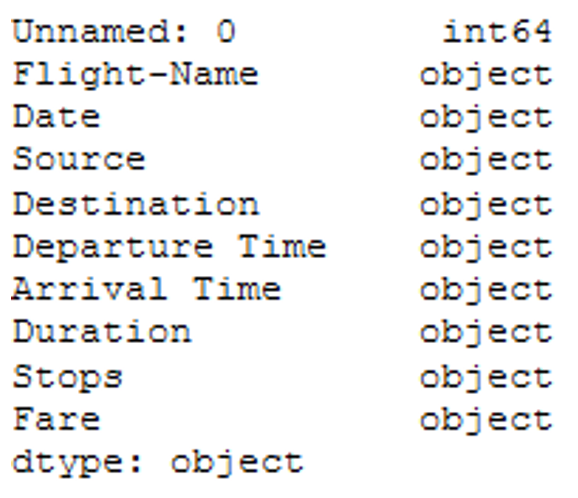 Unnamed: 0 int64
Flight-Name object
Date object
Source object
Destination object
Departure Time object
Arrival Time object
Duration object
Stops object
Fare object
dtype: object